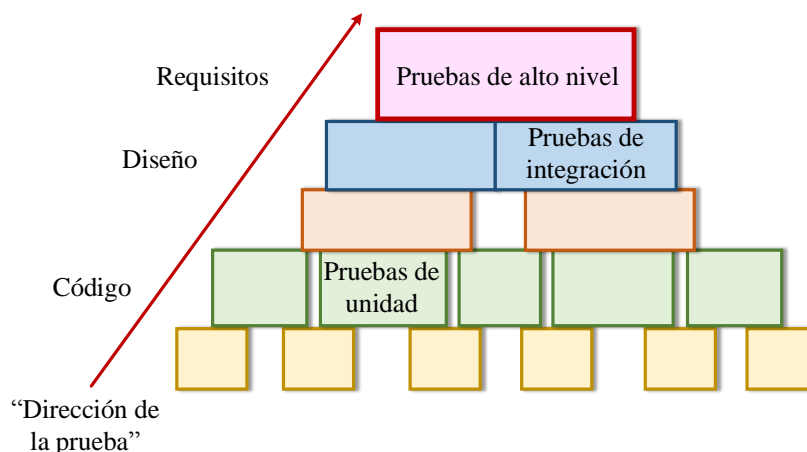 Requisitos
Pruebas de alto nivel
Diseño
Pruebas de
integración
Código
Pruebas de
unidad
“Dirección de
la prueba”